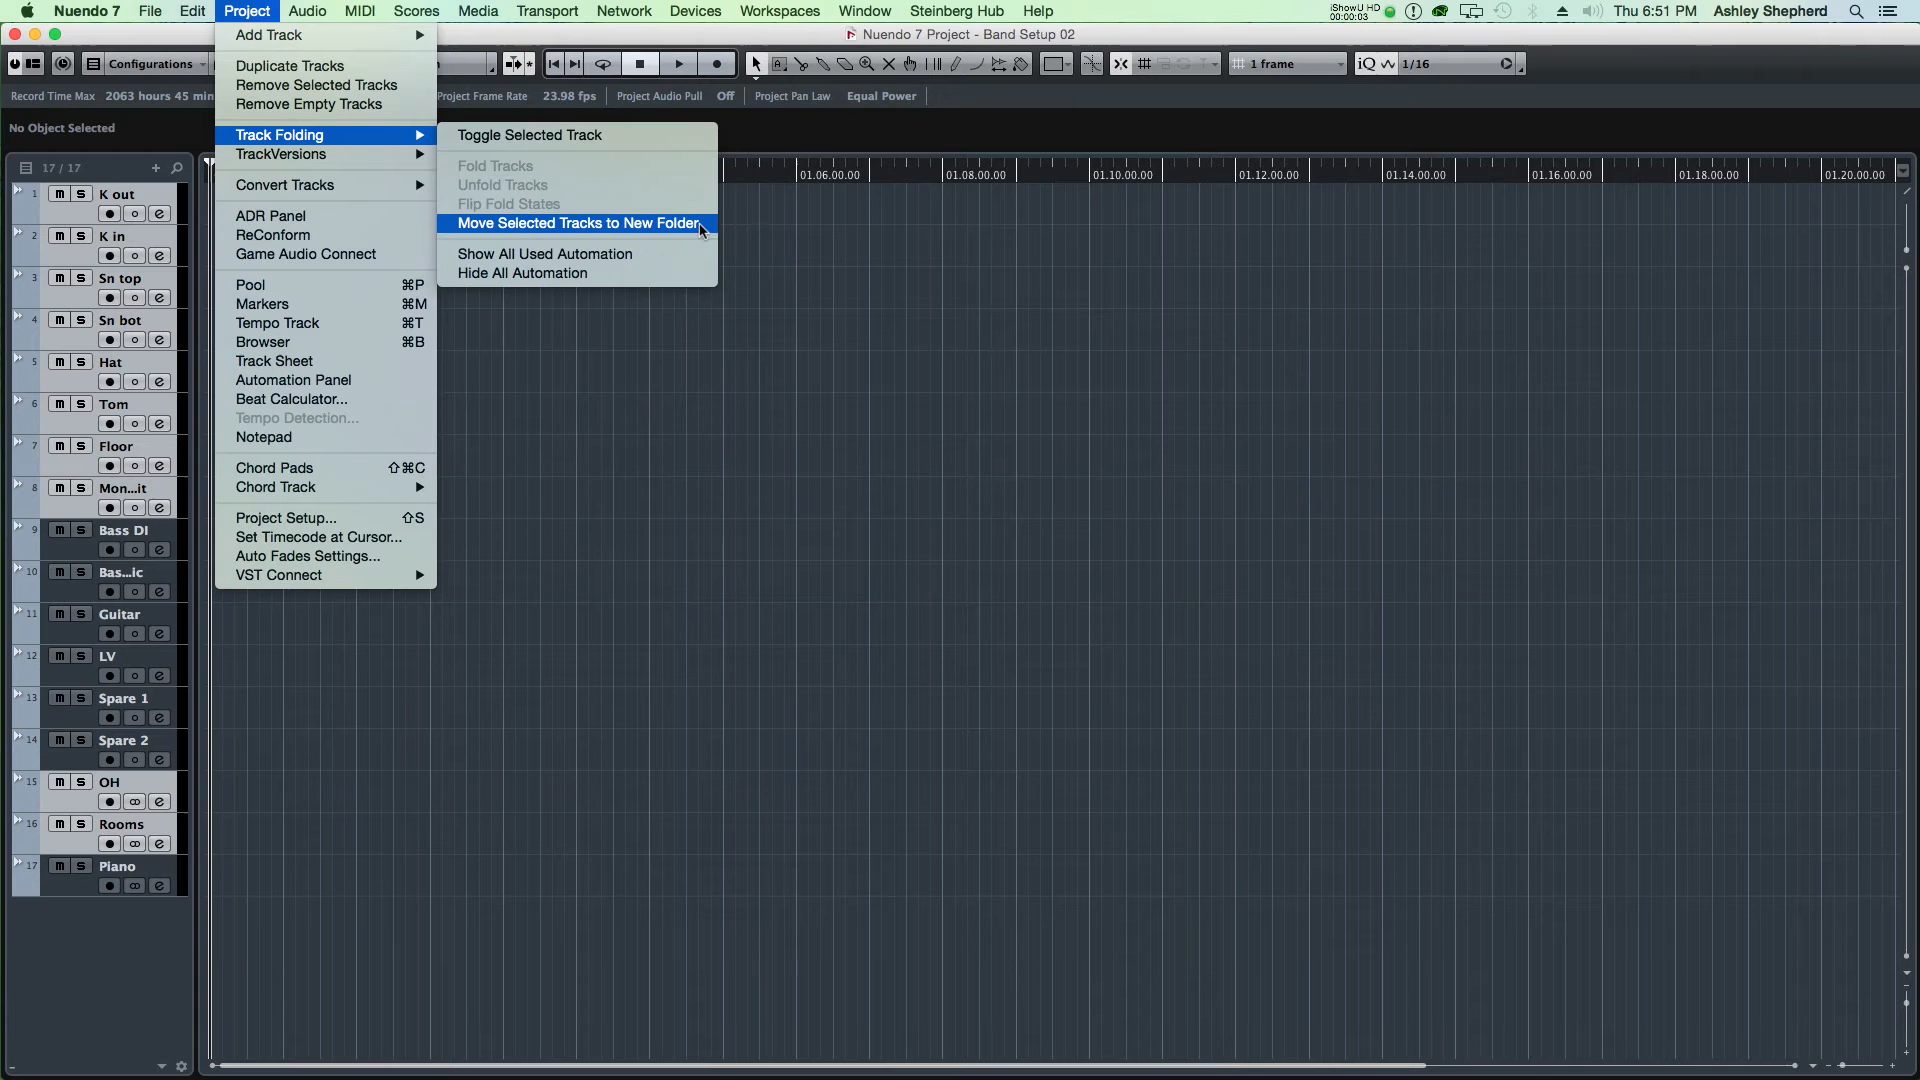 Nuendo 7 File Edit Project Audio MIDI Scores Media Transport Network Devices Workspaces Window Steinberg Hub Help iShowU HD 00:00:03 Thu 6:51 PM Ashley Shepherd
Nuendo 7 Project - Band Setup 02
Configurations 1 frame iQ 1/16
Record Time Max 2063 hours 45 min Project Frame Rate 23.98 fps Project Audio Pull Off Project Pan Law Equal Power
No Object Selected
17 / 17
Add Track
Duplicate Tracks
Remove Selected Tracks
Remove Empty Tracks
Track Folding
TrackVersions
Convert Tracks
ADR Panel
ReConform
Game Audio Connect
Pool ⌘P
Markers ⌘M
Tempo Track ⌘T
Browser ⌘B
Track Sheet
Automation Panel
Beat Calculator...
Tempo Detection...
Notepad
Chord Pads ⇧⌘C
Chord Track
Project Setup... ⇧S
Set Timecode at Cursor...
Auto Fades Settings...
VST Connect
Toggle Selected Track
Fold Tracks
Unfold Tracks
Flip Fold States
Move Selected Tracks to New Folder
Show All Used Automation
Hide All Automation
01.06.00.00 01.08.00.00 01.10.00.00 01.12.00.00 01.14.00.00 01.16.00.00 01.18.00.00 01.20.00.00
1 m s K out
2 m s K in
3 m s Sn top
4 m s Sn bot
5 m s Hat
6 m s Tom
7 m s Floor
8 m s Mon...it
9 m s Bass DI
10 m s Bas...ic
11 m s Guitar
12 m s LV
13 m s Spare 1
14 m s Spare 2
15 m s OH
16 m s Rooms
17 m s Piano